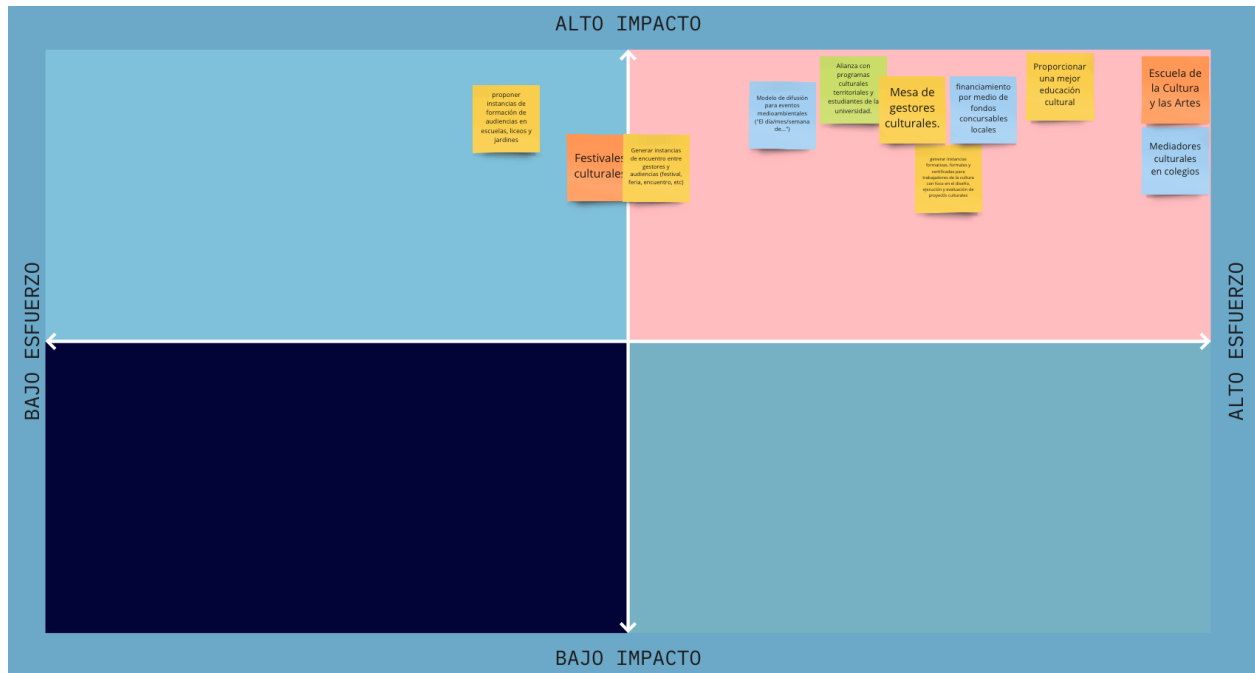 ALTO IMPACTO
proponer
instancias de
formación de
audiencias en
escuelas, liceos y
jardines
Festivales
culturales
Generar instancias
de encuentro entre
gestores y
audiencias (festival,
feria, encuentro, etc)
Modelo de difusión
para eventos
medioambientales
("El día/mes/semana
de...")
Alianza con
programas
culturales
territoriales y
estudiantes de la
universidad.
Mesa de
gestores
culturales.
generar instancias
formativas, formales y
certificadas para
trabajadores de la cultura
con foco en el diseño,
ejecución y evaluación de
proyectos culturales
financiamiento
por medio de
fondos
concursables
locales
Proporcionar
una mejor
educación
cultural
Escuela de
la Cultura
y las Artes
Mediadores
culturales
en colegios
BAJO ESFUERZO
ALTO ESFUERZO
BAJO IMPACTO